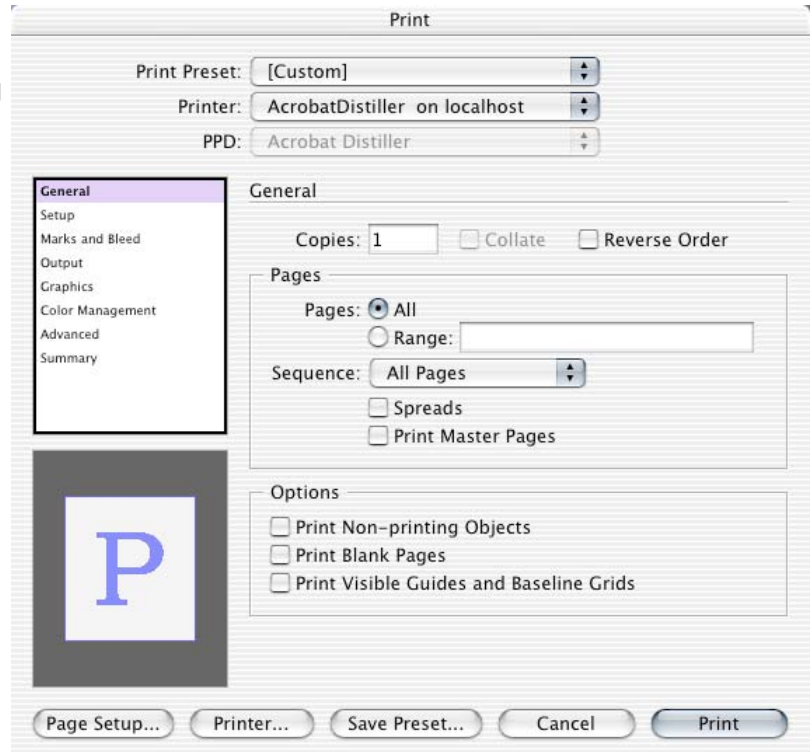 Print
Print Preset: [Custom]
Printer: AcrobatDistiller on localhost
PPD: Acrobat Distiller
General
Setup
Marks and Bleed
Output
Graphics
Color Management
Advanced
Summary
General
Copies: 1 Collate Reverse Order
Pages
Pages: All
Range:
Sequence: All Pages
Spreads
Print Master Pages
P
Options
Print Non-printing Objects
Print Blank Pages
Print Visible Guides and Baseline Grids
Page Setup... Printer... Save Preset... Cancel Print